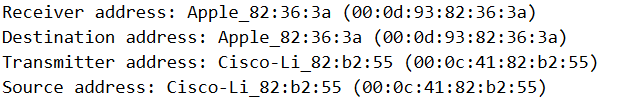 Receiver address: Apple_82:36:3a (00:0d:93:82:36:3a)
Destination address: Apple_82:36:3a (00:0d:93:82:36:3a)
Transmitter address: Cisco-Li_82:b2:55 (00:0c:41:82:b2:55)
Source address: Cisco-Li_82:b2:55 (00:0c:41:82:b2:55)